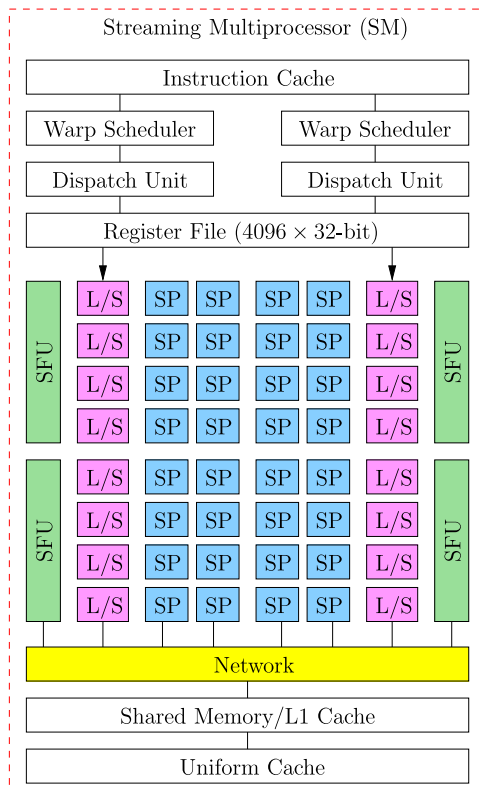 Streaming Multiprocessor (SM)
Instruction Cache
Warp Scheduler Warp Scheduler
Dispatch Unit Dispatch Unit
Register File (4096 × 32-bit)
SFU L/S SP SP SP SP L/S SFU
L/S SP SP SP SP L/S
L/S SP SP SP SP L/S
L/S SP SP SP SP L/S
SFU L/S SP SP SP SP L/S SFU
L/S SP SP SP SP L/S
L/S SP SP SP SP L/S
L/S SP SP SP SP L/S
Network
Shared Memory/L1 Cache
Uniform Cache